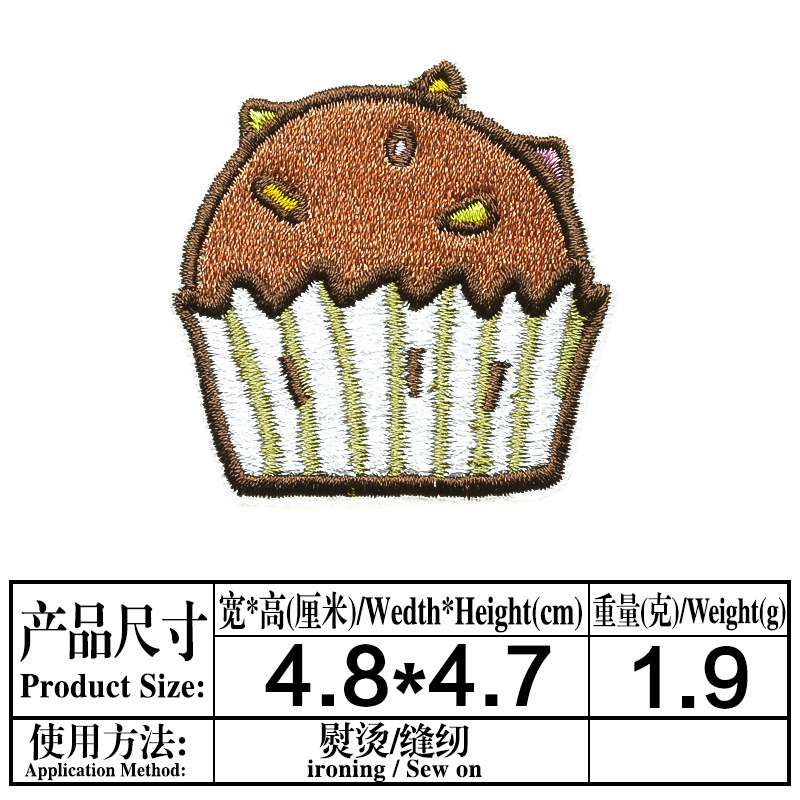 产品尺寸
Product Size:
宽*高(厘米)/Wedth*Height(cm)
重量(克)/Weight(g)
4.8*4.7
1.9
使用方法:
Application Method:
熨烫/缝纫
ironing / Sew on